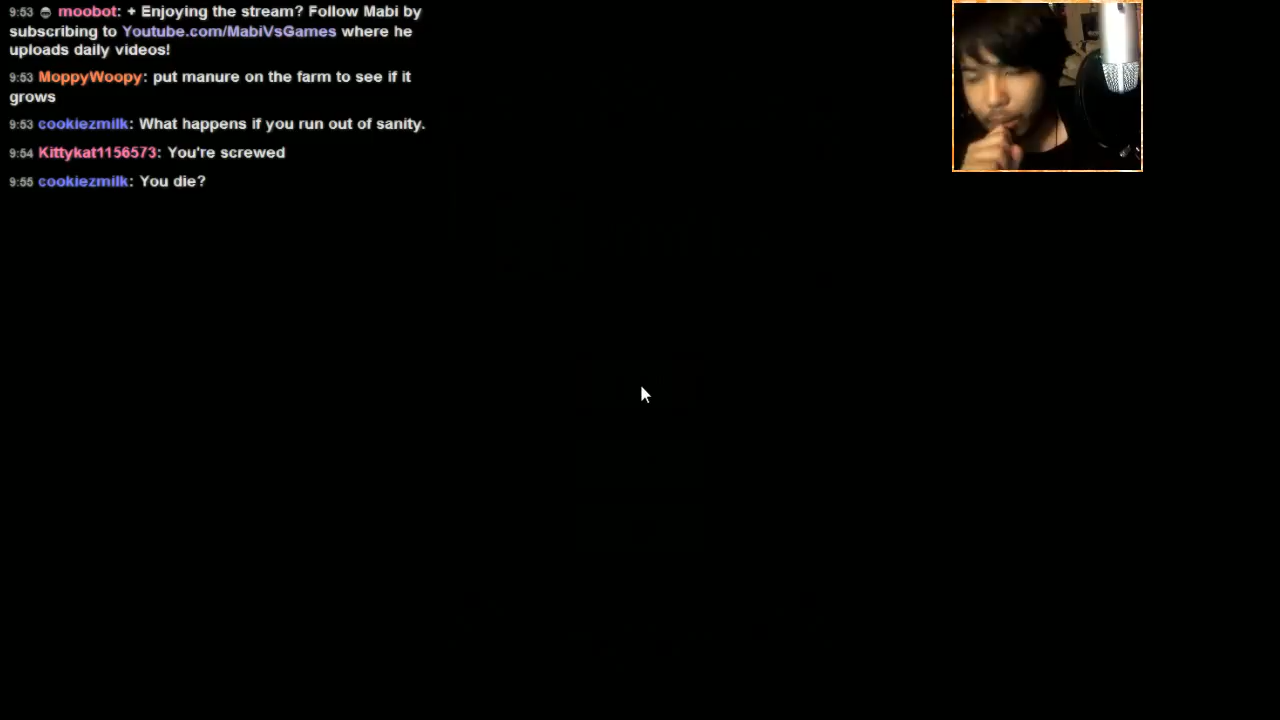 9:53 moobot: + Enjoying the stream? Follow Mabi by
subscribing to Youtube.com/MabiVsGames where he
uploads daily videos!
9:53 MoppyWoopy: put manure on the farm to see if it
grows
9:53 cookiezmilk: What happens if you run out of sanity.
9:54 Kittykat1156573: You're screwed
9:55 cookiezmilk: You die?